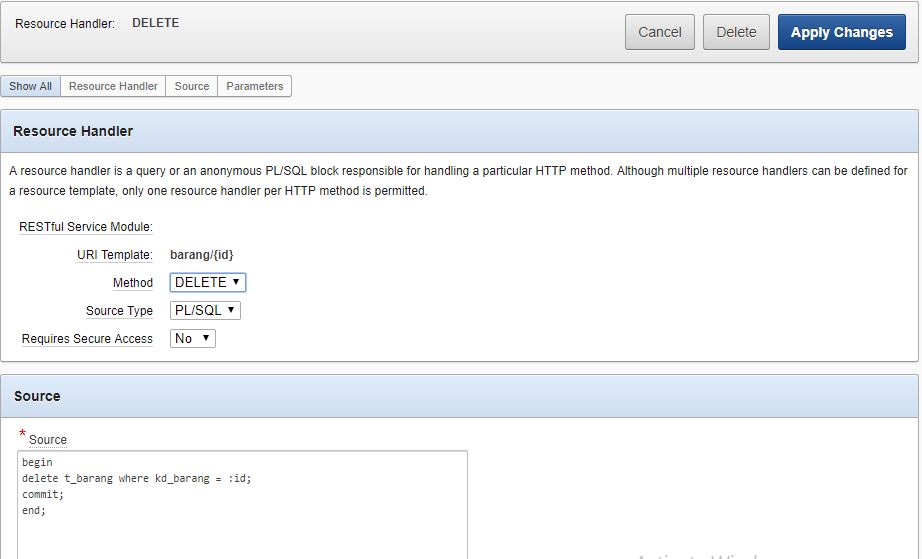 Resource Handler: DELETE
Cancel
Delete
Apply Changes
Show All
Resource Handler
Source
Parameters
Resource Handler
A resource handler is a query or an anonymous PL/SQL block responsible for handling a particular HTTP method. Although multiple resource handlers can be defined for
a resource template, only one resource handler per HTTP method is permitted.
RESTful Service Module:
URI Template: barang/{id}
Method DELETE
Source Type PL/SQL
Requires Secure Access No
Source
* Source
begin
delete t_barang where kd_barang = :id;
commit;
end;